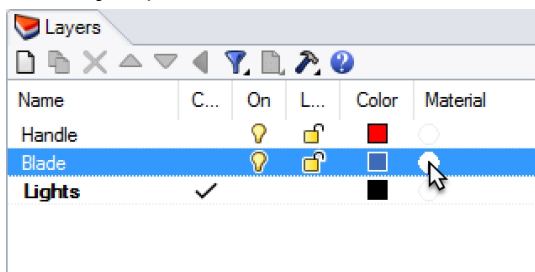 Layers
Name C... On L... Color Material
Handle
Blade
Lights